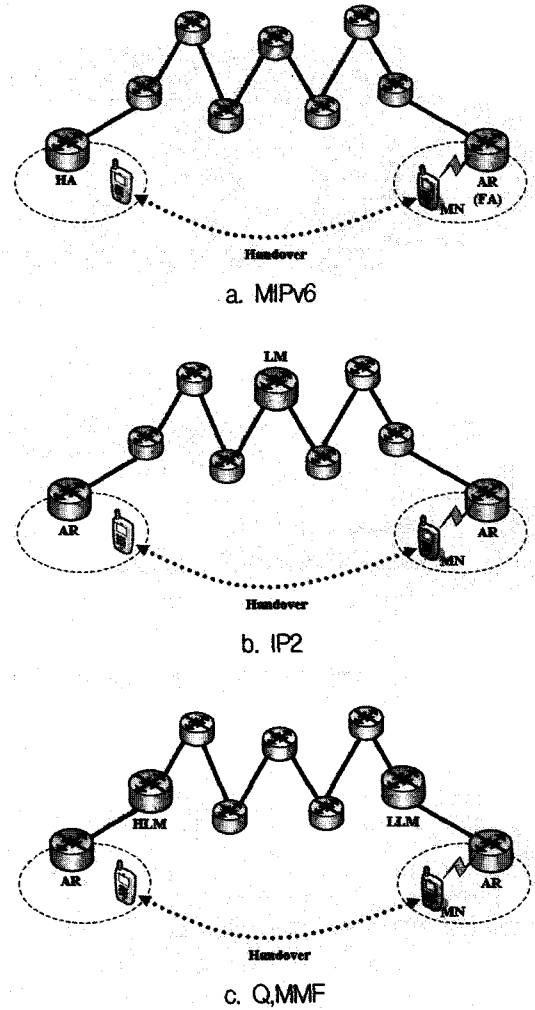 HA
MN
AR
(FA)
Handover
a. MIPv6
LM
AR
MN
AR
Handover
b. IP2
HLM
LLM
AR
MN
AR
Handover
c. Q,MMF